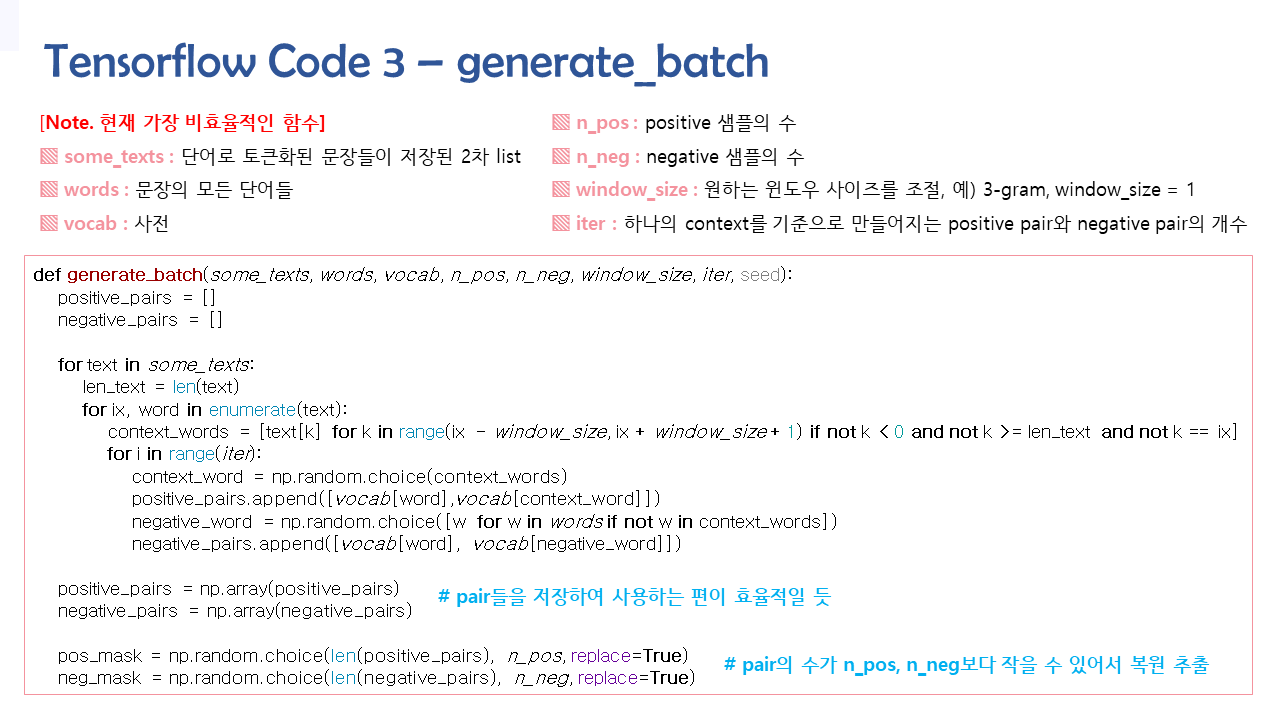 Tensorflow Code 3 – generate_batch
[Note. 현재 가장 비효율적인 함수]
▧ some_texts : 단어로 토큰화된 문장들이 저장된 2차 list
▧ words : 문장의 모든 단어들
▧ vocab : 사전
▧ n_pos : positive 샘플의 수
▧ n_neg : negative 샘플의 수
▧ window_size : 원하는 윈도우 사이즈를 조절, 예) 3-gram, window_size = 1
▧ iter : 하나의 context를 기준으로 만들어지는 positive pair와 negative pair의 개수
def generate_batch(some_texts, words, vocab, n_pos, n_neg, window_size, iter, seed):
    positive_pairs = []
    negative_pairs = []
    for text in some_texts:
        len_text = len(text)
        for ix, word in enumerate(text):
            context_words = [text[k] for k in range(ix - window_size, ix + window_size + 1) if not k < 0 and not k >= len_text and not k == ix]
            for i in range(iter):
                context_word = np.random.choice(context_words)
                positive_pairs.append([vocab[word],vocab[context_word]])
                negative_word = np.random.choice([w for w in words if not w in context_words])
                negative_pairs.append([vocab[word], vocab[negative_word]])
    positive_pairs = np.array(positive_pairs)
    negative_pairs = np.array(negative_pairs)
# pair들을 저장하여 사용하는 편이 효율적일 듯
    pos_mask = np.random.choice(len(positive_pairs), n_pos, replace=True)
    neg_mask = np.random.choice(len(negative_pairs), n_neg, replace=True)
# pair의 수가 n_pos, n_neg보다 작을 수 있어서 복원 추출